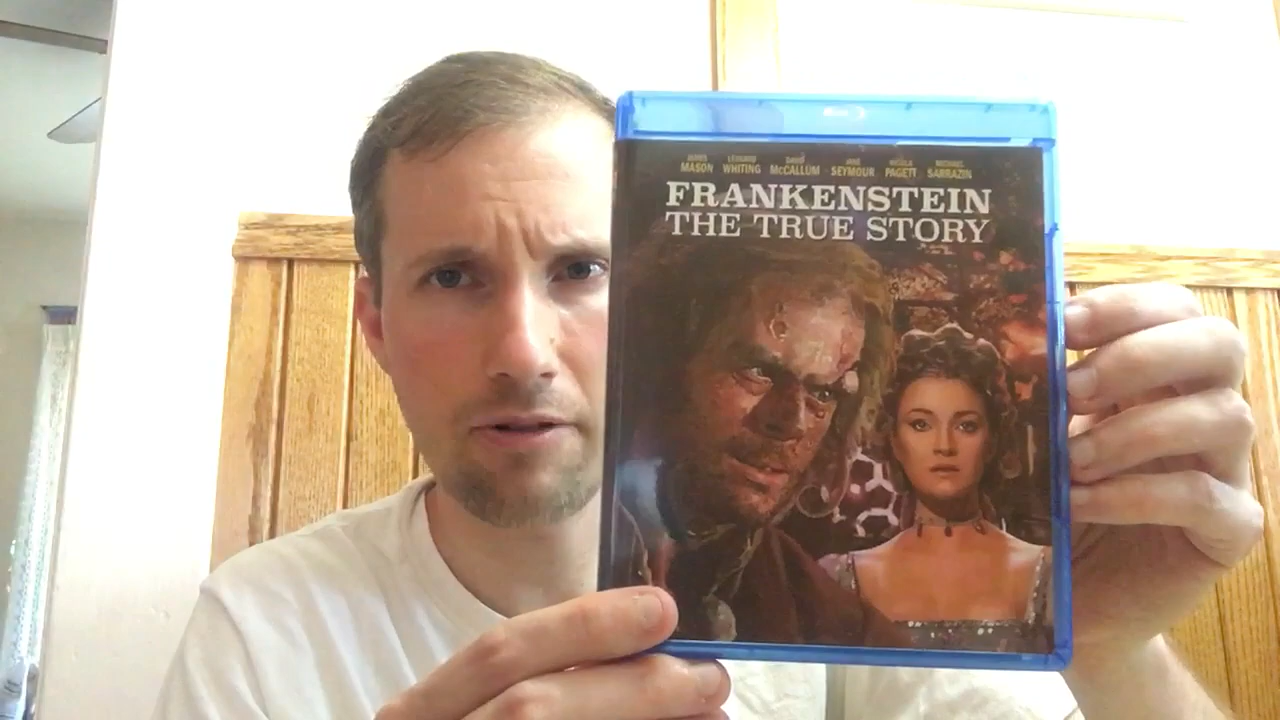 JAMES LEONARD DAVID JANE NICOLA MICHAEL
MASON WHITING McCALLUM SEYMOUR PAGETT SARRAZIN
FRANKENSTEIN
THE TRUE STORY